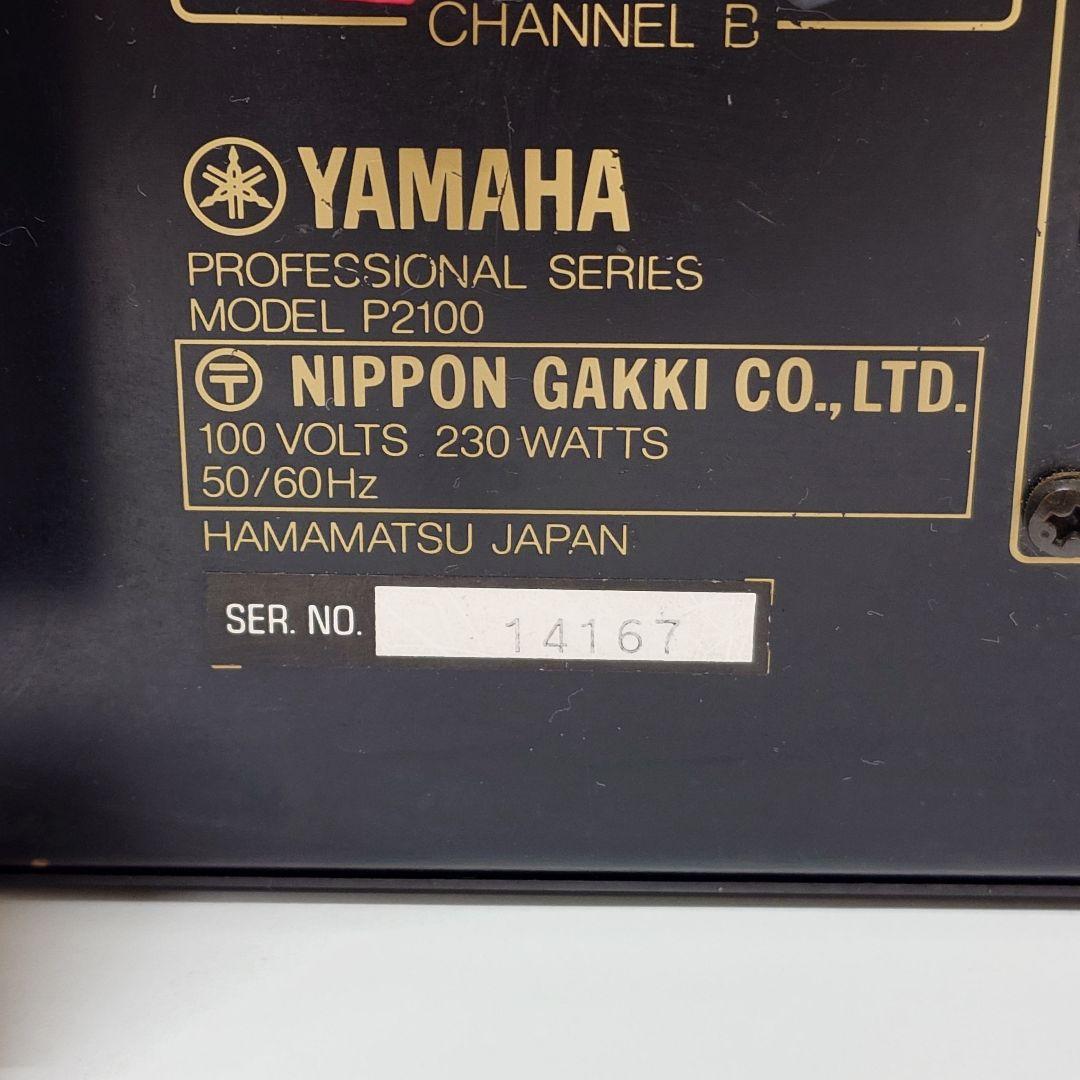 CHANNEL B
YAMAHA
PROFESSIONAL SERIES
MODEL P2100
NIPPON GAKKI CO., LTD.
100 VOLTS 230 WATTS
50/60Hz
HAMAMATSU JAPAN
SER. NO. 14167